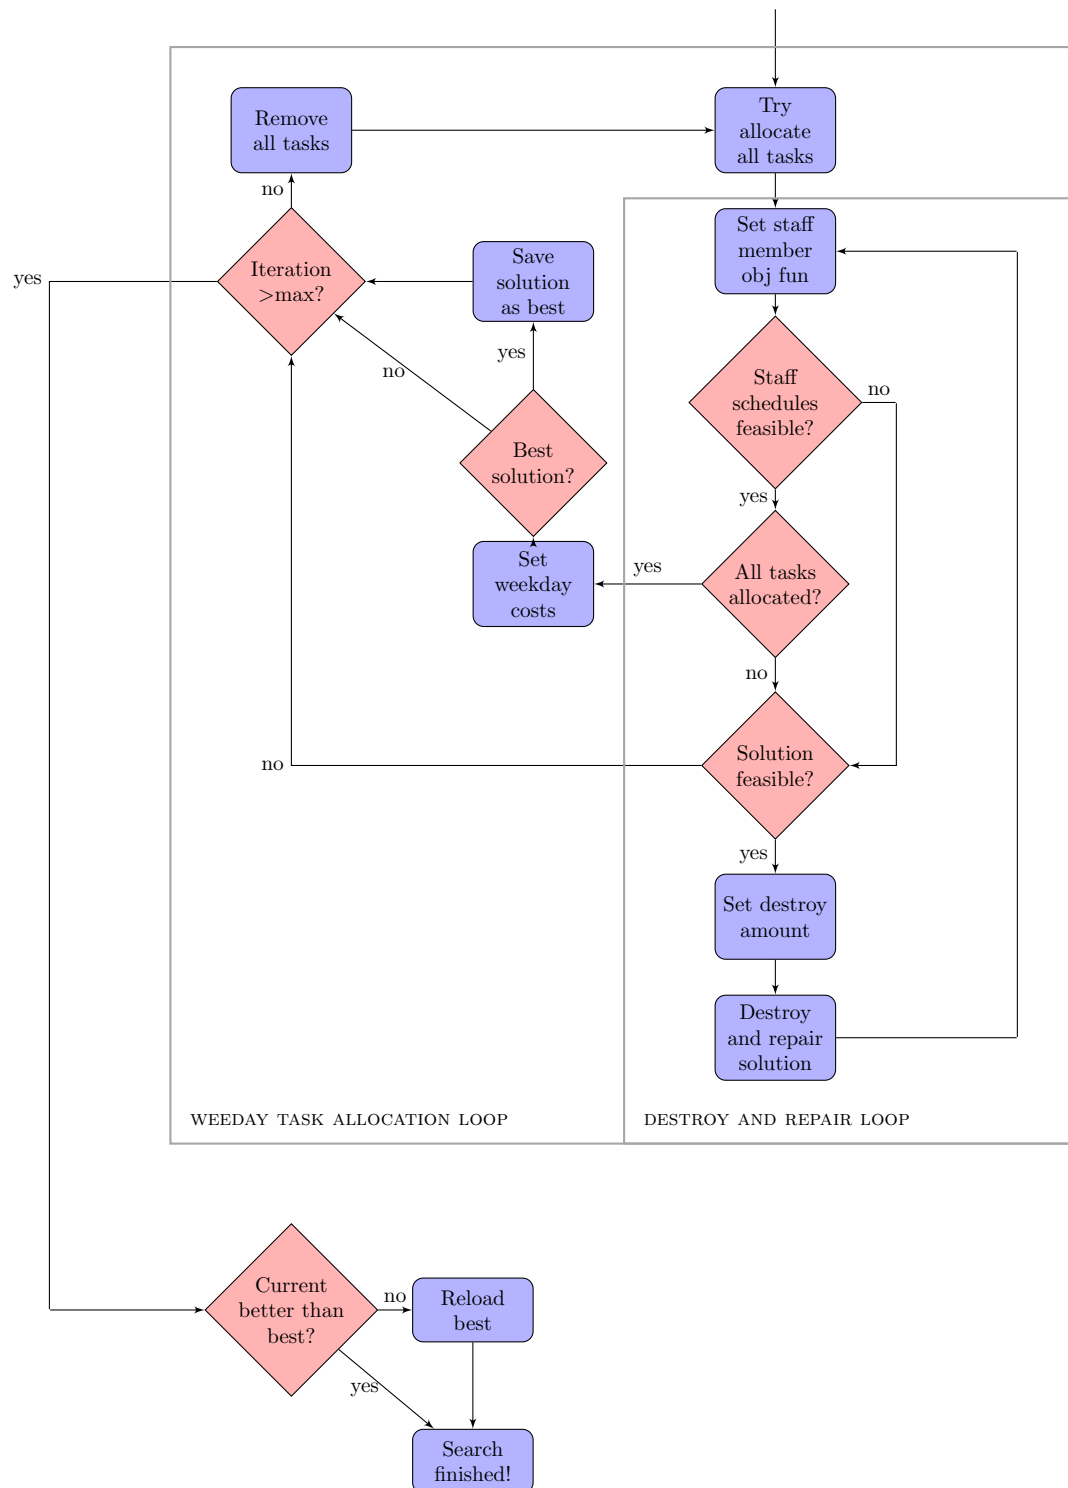 Remove
all tasks
Try
allocate
all tasks
no
Set staff
member
obj fun
yes
Iteration
>max?
Save
solution
as best
yes
no
Staff
schedules
feasible?
no
Best
solution?
yes
Set
weekday
costs
yes
All tasks
allocated?
no
no
Solution
feasible?
yes
Set destroy
amount
Destroy
and repair
solution
WEEDAY TASK ALLOCATION LOOP
DESTROY AND REPAIR LOOP
Current
better than
best?
no
Reload
best
yes
Search
finished!